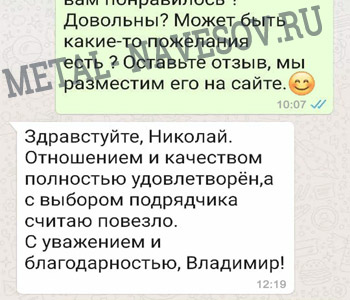 вам понравилось ?
Довольны? Может быть
какие-то пожелания
есть ? Оставьте отзыв, мы
разместим его на сайте.😊
10:07
METAL-NAVESOV.RU
Здравстуйте, Николай.
Отношением и качеством
полностью удовлетворён,а
с выбором подрядчика
считаю повезло.
С уважением и
благодарностью, Владимир!
12:19